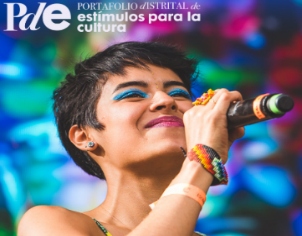 PdE
PORTAFOLIO dISTRITAL de
estímulos para la
cultura